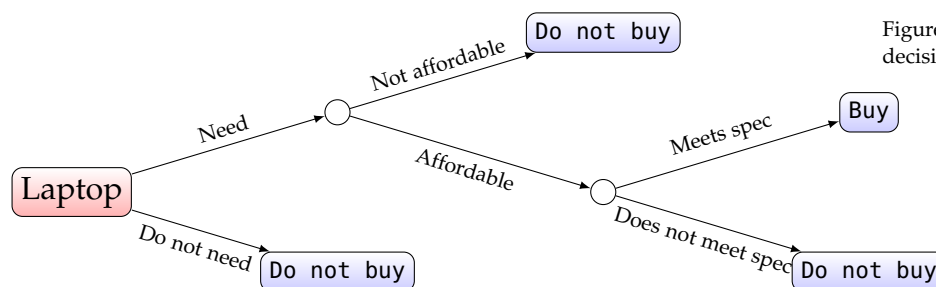 Do not buy
Figure
decisi
Not affordable
Need
Buy
Meets spec
Affordable
Laptop
Do not need
Does not meet spec
Do not buy
Do not buy